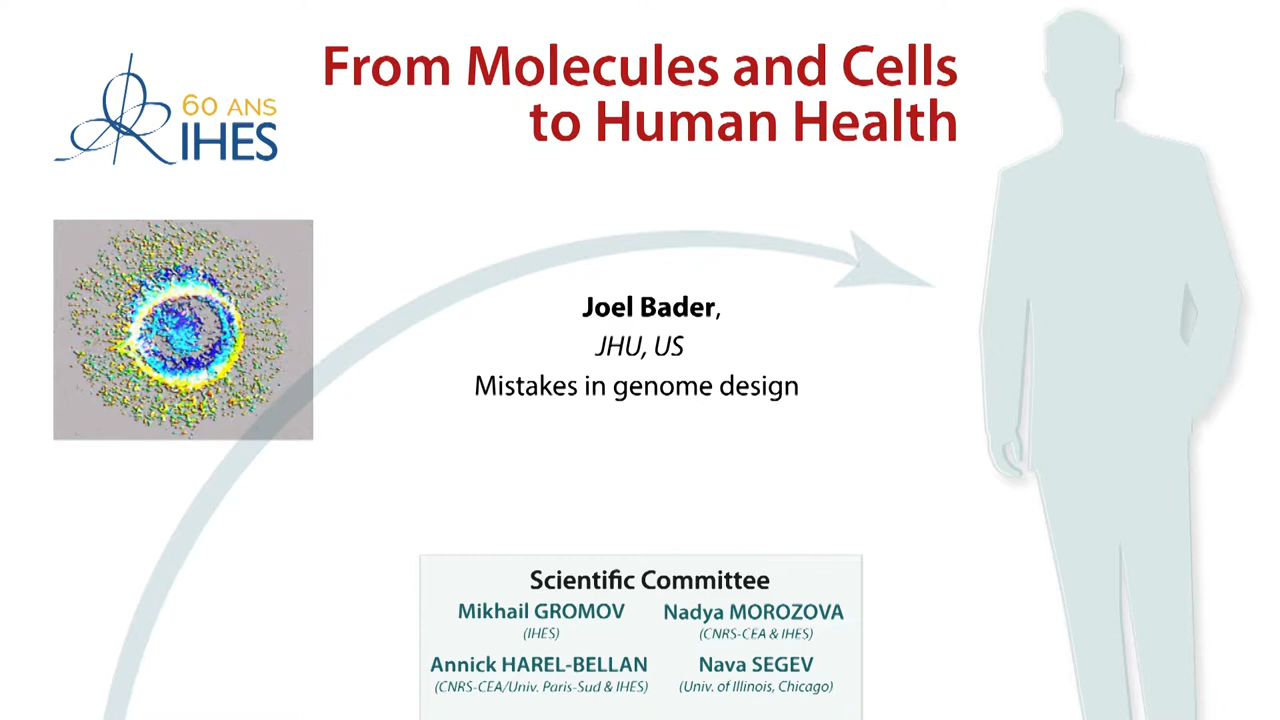 From Molecules and Cells
to Human Health
60 ANS
IHES
Joel Bader,
JHU, US
Mistakes in genome design
Scientific Committee
Mikhail GROMOV
(IHES)
Nadya MOROZOVA
(CNRS-CEA & IHES)
Annick HAREL-BELLAN
(CNRS-CEA/Univ. Paris-Sud & IHES)
Nava SEGEV
(Univ. of Illinois, Chicago)